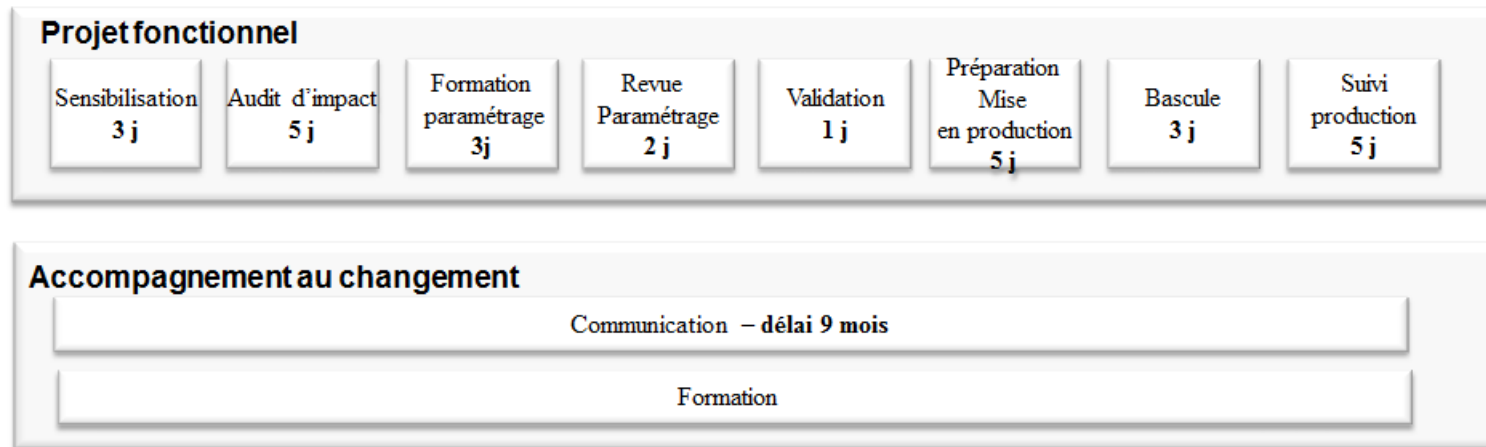 Projet fonctionnel
Sensibilisation
3 j
Audit d'impact
5 j
Formation
paramétrage
3j
Revue
Paramétrage
2 j
Validation
1 j
Préparation
Mise
en production
5 j
Bascule
3 j
Suivi
production
5 j
Accompagnement au changement
Communication – délai 9 mois
Formation